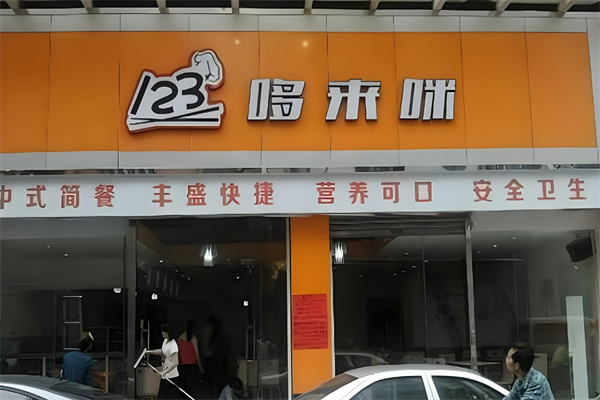 123 哆来咪
中式简餐 丰盛快捷 营养可口 安全卫生